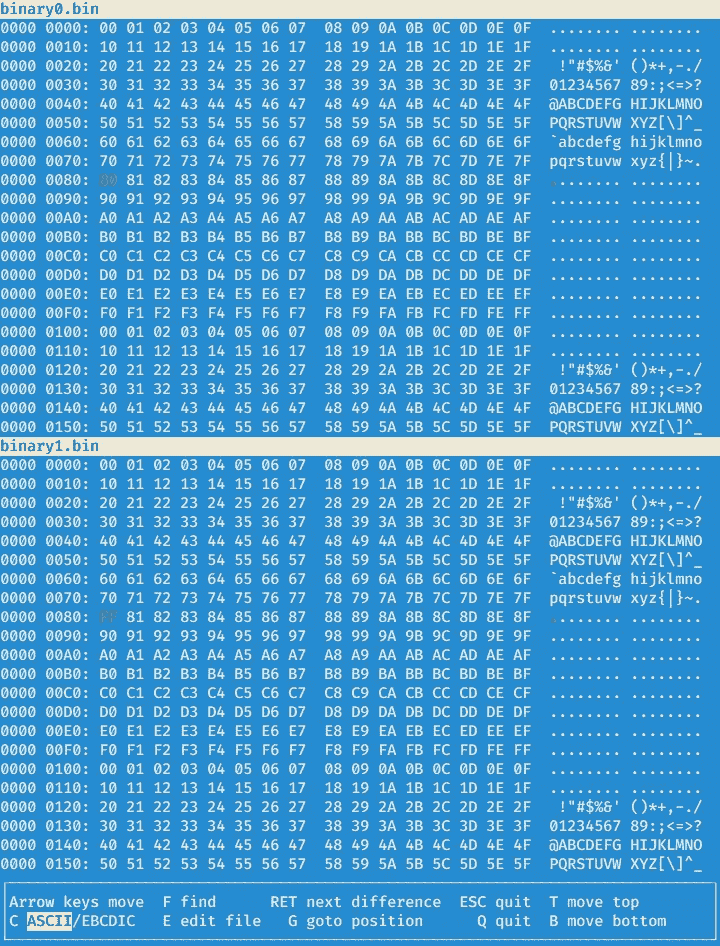 binary0.bin
0000 0000: 00 01 02 03 04 05 06 07  08 09 0A 0B 0C 0D 0E 0F  ........ ........
0000 0010: 10 11 12 13 14 15 16 17  18 19 1A 1B 1C 1D 1E 1F  ........ ........
0000 0020: 20 21 22 23 24 25 26 27  28 29 2A 2B 2C 2D 2E 2F   !"#$%&' ()*+,-./
0000 0030: 30 31 32 33 34 35 36 37  38 39 3A 3B 3C 3D 3E 3F  01234567 89:;<=>?
0000 0040: 40 41 42 43 44 45 46 47  48 49 4A 4B 4C 4D 4E 4F  @ABCDEFG HIJKLMNO
0000 0050: 50 51 52 53 54 55 56 57  58 59 5A 5B 5C 5D 5E 5F  PQRSTUVW XYZ[\]^_
0000 0060: 60 61 62 63 64 65 66 67  68 69 6A 6B 6C 6D 6E 6F  `abcdefg hijklmno
0000 0070: 70 71 72 73 74 75 76 77  78 79 7A 7B 7C 7D 7E 7F  pqrstuvw xyz{|}~.
0000 0080: 80 81 82 83 84 85 86 87  88 89 8A 8B 8C 8D 8E 8F  ........ ........
0000 0090: 90 91 92 93 94 95 96 97  98 99 9A 9B 9C 9D 9E 9F  ........ ........
0000 00A0: A0 A1 A2 A3 A4 A5 A6 A7  A8 A9 AA AB AC AD AE AF  ........ ........
0000 00B0: B0 B1 B2 B3 B4 B5 B6 B7  B8 B9 BA BB BC BD BE BF  ........ ........
0000 00C0: C0 C1 C2 C3 C4 C5 C6 C7  C8 C9 CA CB CC CD CE CF  ........ ........
0000 00D0: D0 D1 D2 D3 D4 D5 D6 D7  D8 D9 DA DB DC DD DE DF  ........ ........
0000 00E0: E0 E1 E2 E3 E4 E5 E6 E7  E8 E9 EA EB EC ED EE EF  ........ ........
0000 00F0: F0 F1 F2 F3 F4 F5 F6 F7  F8 F9 FA FB FC FD FE FF  ........ ........
0000 0100: 00 01 02 03 04 05 06 07  08 09 0A 0B 0C 0D 0E 0F  ........ ........
0000 0110: 10 11 12 13 14 15 16 17  18 19 1A 1B 1C 1D 1E 1F  ........ ........
0000 0120: 20 21 22 23 24 25 26 27  28 29 2A 2B 2C 2D 2E 2F   !"#$%&' ()*+,-./
0000 0130: 30 31 32 33 34 35 36 37  38 39 3A 3B 3C 3D 3E 3F  01234567 89:;<=>?
0000 0140: 40 41 42 43 44 45 46 47  48 49 4A 4B 4C 4D 4E 4F  @ABCDEFG HIJKLMNO
0000 0150: 50 51 52 53 54 55 56 57  58 59 5A 5B 5C 5D 5E 5F  PQRSTUVW XYZ[\]^_
binary1.bin
0000 0000: 00 01 02 03 04 05 06 07  08 09 0A 0B 0C 0D 0E 0F  ........ ........
0000 0010: 10 11 12 13 14 15 16 17  18 19 1A 1B 1C 1D 1E 1F  ........ ........
0000 0020: 20 21 22 23 24 25 26 27  28 29 2A 2B 2C 2D 2E 2F   !"#$%&' ()*+,-./
0000 0030: 30 31 32 33 34 35 36 37  38 39 3A 3B 3C 3D 3E 3F  01234567 89:;<=>?
0000 0040: 40 41 42 43 44 45 46 47  48 49 4A 4B 4C 4D 4E 4F  @ABCDEFG HIJKLMNO
0000 0050: 50 51 52 53 54 55 56 57  58 59 5A 5B 5C 5D 5E 5F  PQRSTUVW XYZ[\]^_
0000 0060: 60 61 62 63 64 65 66 67  68 69 6A 6B 6C 6D 6E 6F  `abcdefg hijklmno
0000 0070: 70 71 72 73 74 75 76 77  78 79 7A 7B 7C 7D 7E 7F  pqrstuvw xyz{|}~.
0000 0080: 81 82 83 84 85 86 87  88 89 8A 8B 8C 8D 8E 8F  ........ ........
0000 0090: 90 91 92 93 94 95 96 97  98 99 9A 9B 9C 9D 9E 9F  ........ ........
0000 00A0: A0 A1 A2 A3 A4 A5 A6 A7  A8 A9 AA AB AC AD AE AF  ........ ........
0000 00B0: B0 B1 B2 B3 B4 B5 B6 B7  B8 B9 BA BB BC BD BE BF  ........ ........
0000 00C0: C0 C1 C2 C3 C4 C5 C6 C7  C8 C9 CA CB CC CD CE CF  ........ ........
0000 00D0: D0 D1 D2 D3 D4 D5 D6 D7  D8 D9 DA DB DC DD DE DF  ........ ........
0000 00E0: E0 E1 E2 E3 E4 E5 E6 E7  E8 E9 EA EB EC ED EE EF  ........ ........
0000 00F0: F0 F1 F2 F3 F4 F5 F6 F7  F8 F9 FA FB FC FD FE FF  ........ ........
0000 0100: 00 01 02 03 04 05 06 07  08 09 0A 0B 0C 0D 0E 0F  ........ ........
0000 0110: 10 11 12 13 14 15 16 17  18 19 1A 1B 1C 1D 1E 1F  ........ ........
0000 0120: 20 21 22 23 24 25 26 27  28 29 2A 2B 2C 2D 2E 2F   !"#$%&' ()*+,-./
0000 0130: 30 31 32 33 34 35 36 37  38 39 3A 3B 3C 3D 3E 3F  01234567 89:;<=>?
0000 0140: 40 41 42 43 44 45 46 47  48 49 4A 4B 4C 4D 4E 4F  @ABCDEFG HIJKLMNO
0000 0150: 50 51 52 53 54 55 56 57  58 59 5A 5B 5C 5D 5E 5F  PQRSTUVW XYZ[\]^_
Arrow keys move  F find      RET next difference  ESC quit  T move top
C ASCII/EBCDIC   E edit file   G goto position      Q quit  B move bottom